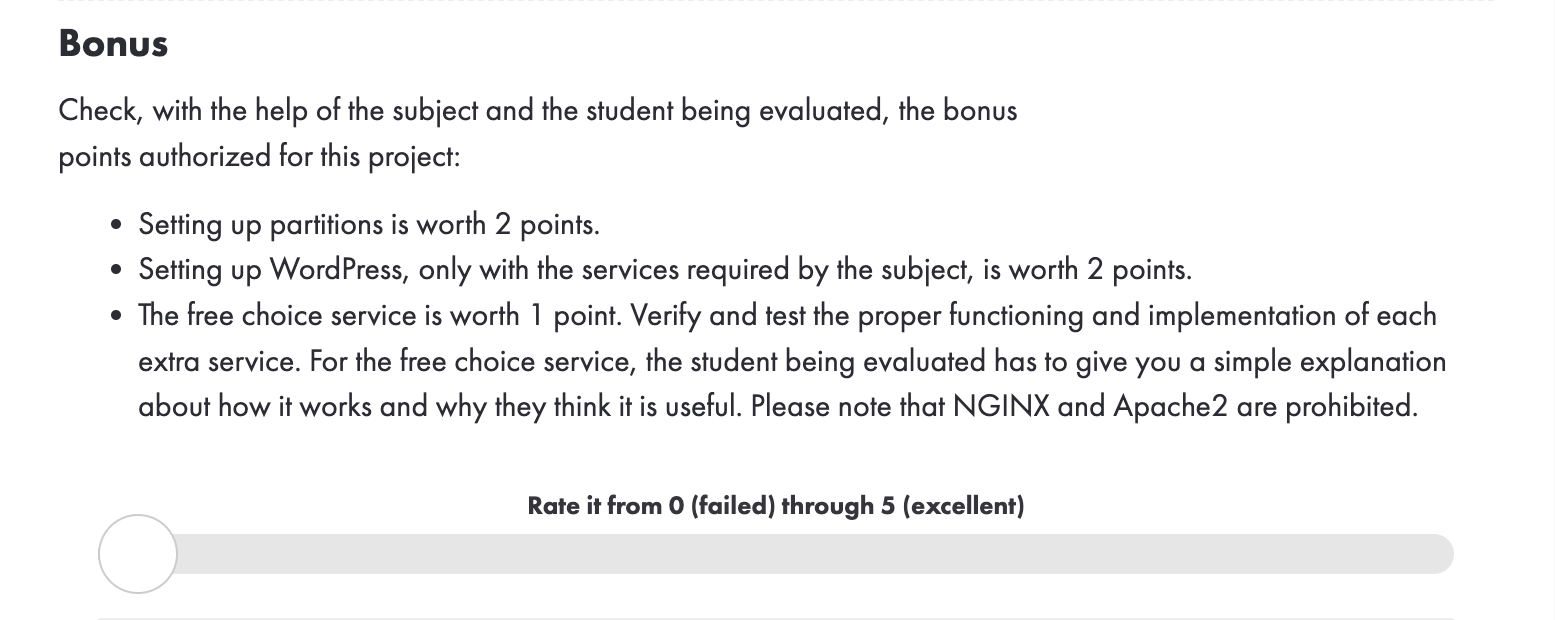 Bonus
Check, with the help of the subject and the student being evaluated, the bonus
points authorized for this project:
• Setting up partitions is worth 2 points.
• Setting up WordPress, only with the services required by the subject, is worth 2 points.
• The free choice service is worth 1 point. Verify and test the proper functioning and implementation of each
extra service. For the free choice service, the student being evaluated has to give you a simple explanation
about how it works and why they think it is useful. Please note that NGINX and Apache2 are prohibited.
Rate it from 0 (failed) through 5 (excellent)